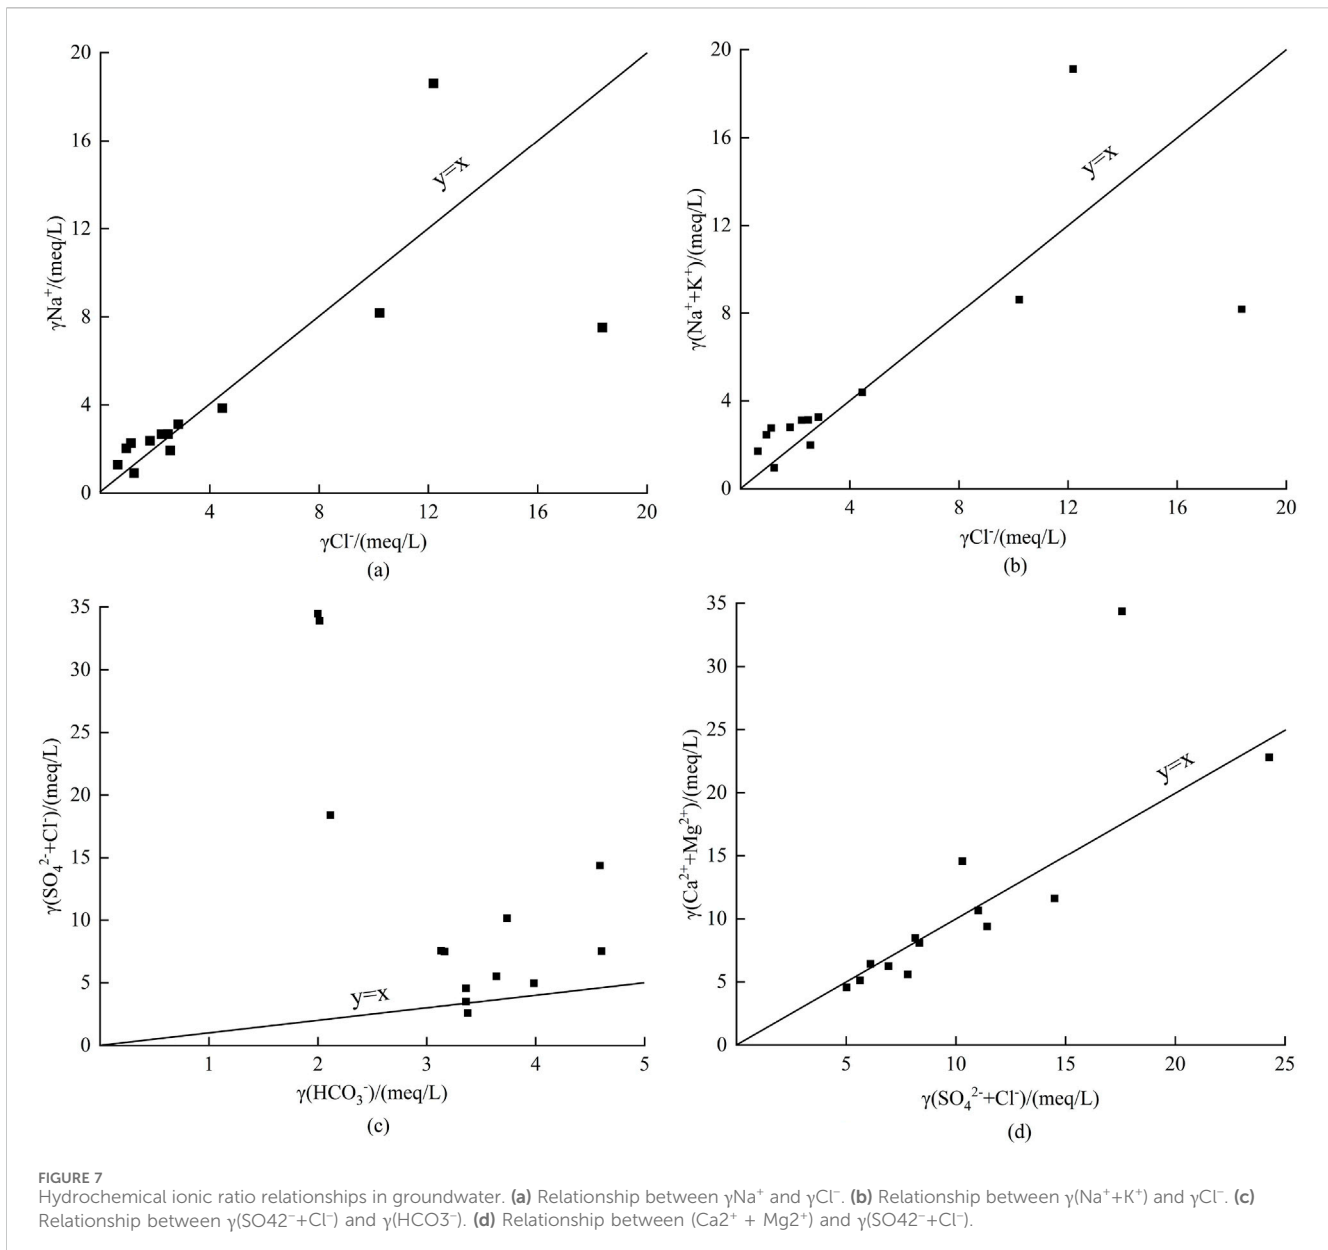 20
16
12
8
4
0
4
8
12
16
20
γNa⁺/(meq/L)
y=x
γCl⁻/(meq/L)
(a)
20
16
12
8
4
0
4
8
12
16
20
γ(Na⁺+K⁺)/(meq/L)
y=x
γCl⁻/(meq/L)
(b)
35
30
25
20
15
10
5
0
1
2
3
4
5
γ(SO₄²⁻+Cl⁻)/(meq/L)
y=x
γ(HCO₃⁻)/(meq/L)
(c)
35
30
25
20
15
10
5
0
5
10
15
20
25
γ(Ca²⁺+Mg²⁺)/(meq/L)
y=x
γ(SO₄²⁻+Cl⁻)/(meq/L)
(d)
FIGURE 7
Hydrochemical ionic ratio relationships in groundwater. (a) Relationship between γNa⁺ and γCl⁻. (b) Relationship between γ(Na⁺+K⁺) and γCl⁻. (c)
Relationship between γ(SO42⁻+Cl⁻) and γ(HCO3⁻). (d) Relationship between (Ca2⁺ + Mg2⁺) and γ(SO42⁻+Cl⁻).